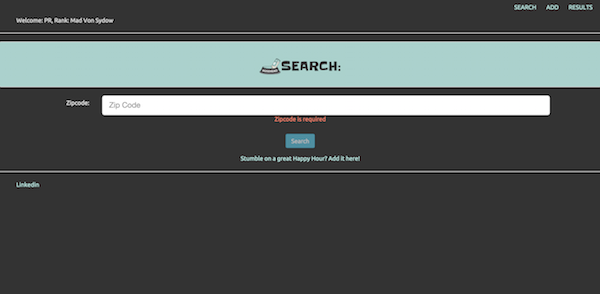 SEARCH ADD RESULTS
Welcome: PR, Rank: Mad Von Sydow
SEARCH:
Zipcode: Zip Code
Zipcode is required
Search
Stumble on a great Happy Hour? Add it here!
Linkedin